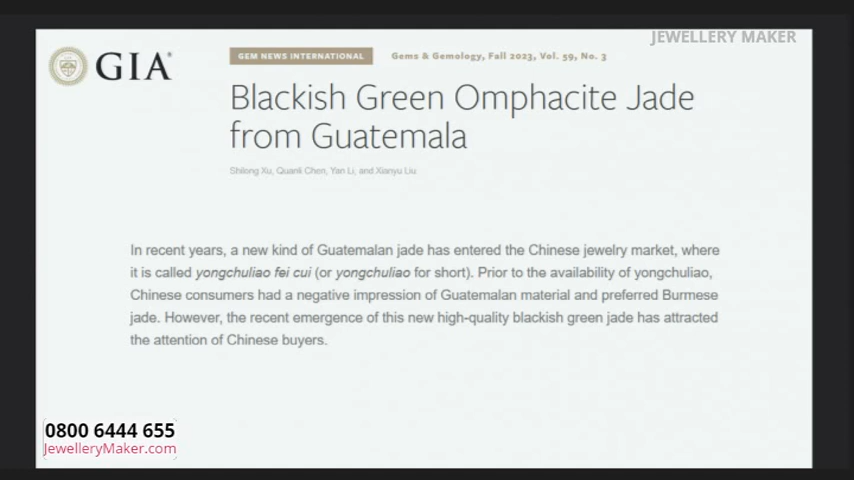 JEWELLERY MAKER
GIA®
GEM NEWS INTERNATIONAL
Gems & Gemology, Fall 2023, Vol. 59, No. 3
Blackish Green Omphacite Jade
from Guatemala
Shilong Xu, Quanli Chen, Yan Li, and Xianyu Liu
In recent years, a new kind of Guatemalan jade has entered the Chinese jewelry market, where
it is called yongchuliao fei cui (or yongchuliao for short). Prior to the availability of yongchuliao,
Chinese consumers had a negative impression of Guatemalan material and preferred Burmese
jade. However, the recent emergence of this new high-quality blackish green jade has attracted
the attention of Chinese buyers.
0800 6444 655
JewelleryMaker.com